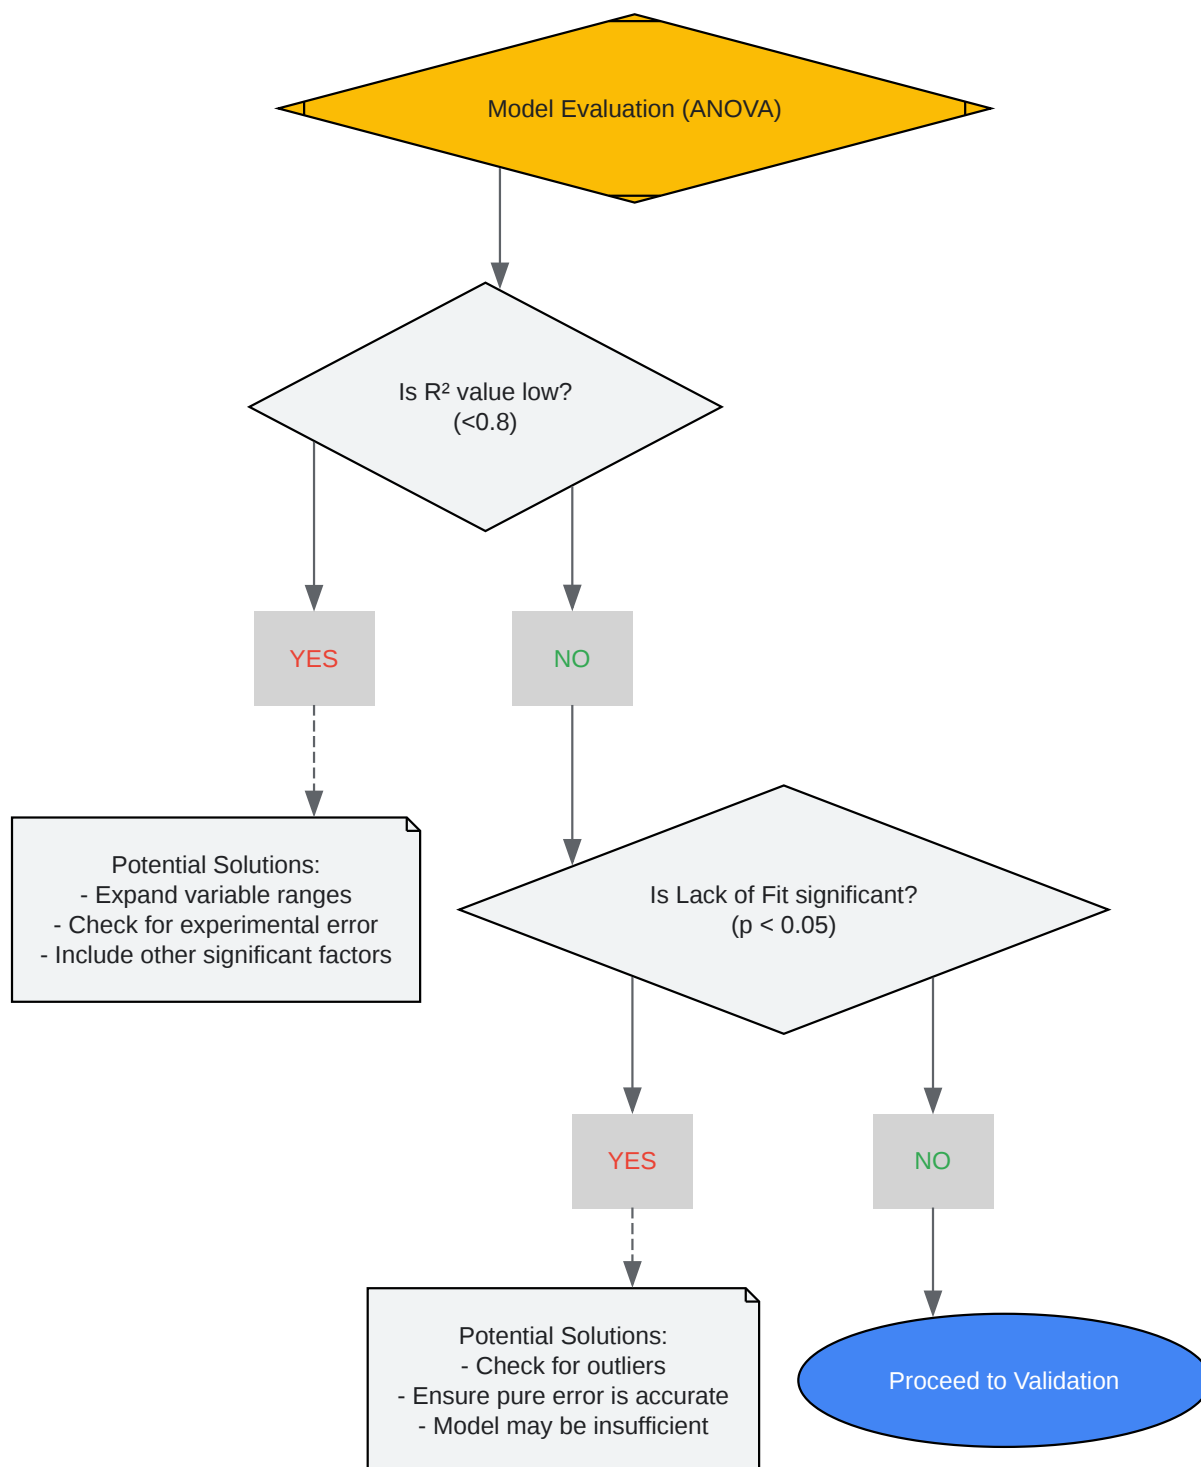 Model Evaluation (ANOVA)
Is R² value low?
(<0.8)
YES
NO
Potential Solutions:
- Expand variable ranges
- Check for experimental error
- Include other significant factors
Is Lack of Fit significant?
(p < 0.05)
YES
NO
Potential Solutions:
- Check for outliers
- Ensure pure error is accurate
- Model may be insufficient
Proceed to Validation